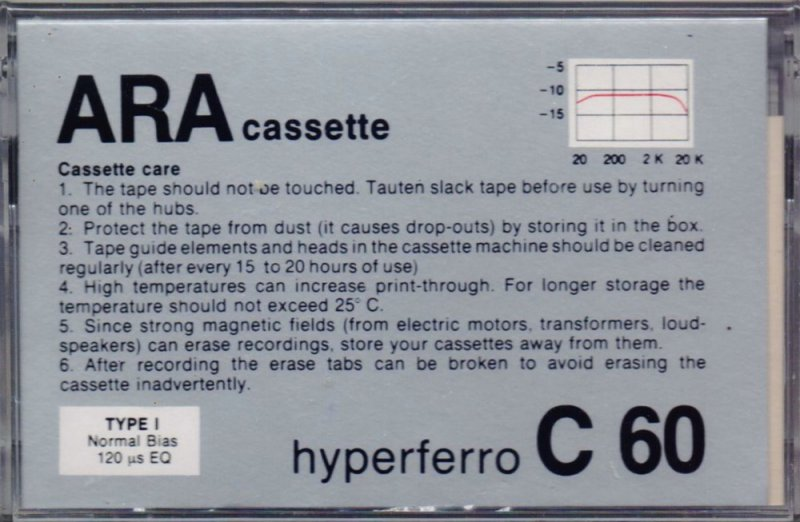 ARA cassette
-5
-10
-15
20 200 2 K 20 K
Cassette care
1. The tape should not be touched. Tauten slack tape before use by turning
one of the hubs.
2. Protect the tape from dust (it causes drop-outs) by storing it in the box.
3. Tape guide elements and heads in the cassette machine should be cleaned
regularly (after every 15 to 20 hours of use)
4. High temperatures can increase print-through. For longer storage the
temperature should not exceed 25° C.
5. Since strong magnetic fields (from electric motors, transformers, loud-
speakers) can erase recordings, store your cassettes away from them.
6. After recording the erase tabs can be broken to avoid erasing the
cassette inadvertently.
TYPE I
Normal Bias
120 µs EQ
hyperferro C 60